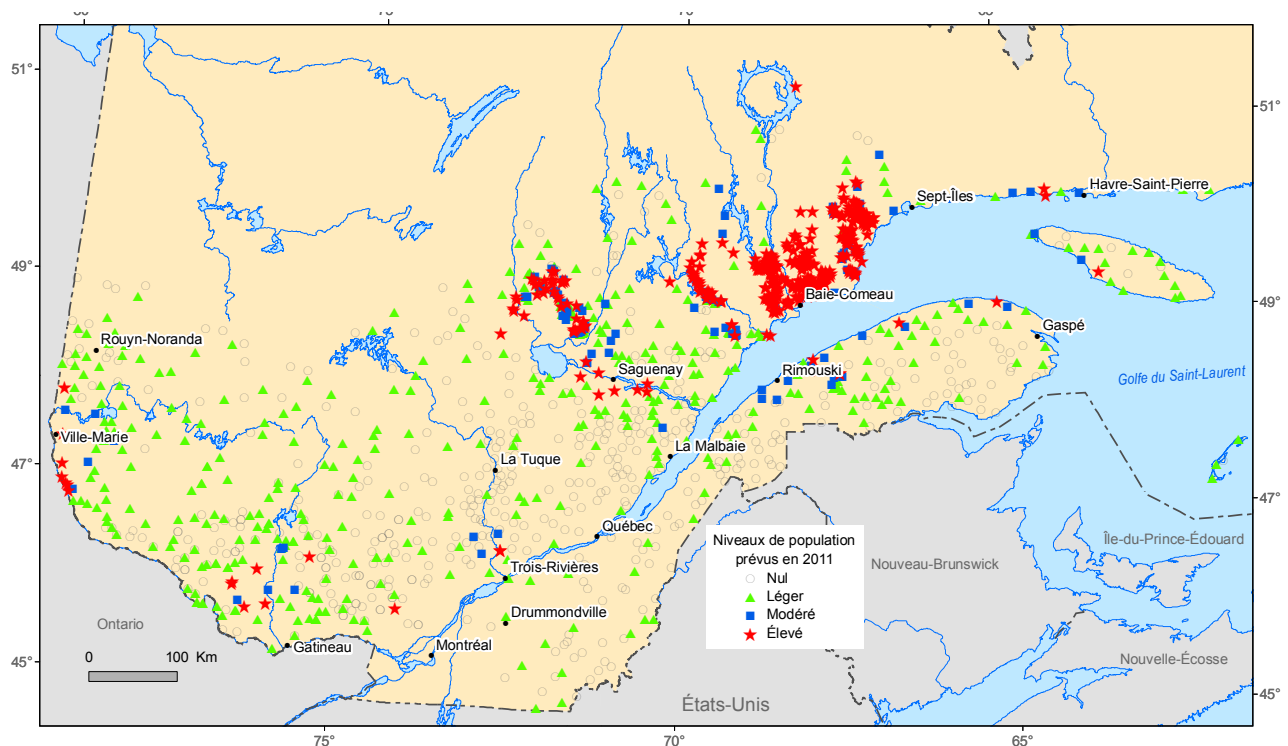 75°
70°
51°
51°
Havre-Saint-Pierre
Sept-Îles
49°
49°
Baie-Comeau
Gaspé
Rouyn-Noranda
Saguenay
Rimouski
Golfe du Saint-Laurent
Ville-Marie
La Malbaie
47°
La Tuque
47°
Québec
Niveaux de population
prévus en 2011
Nul
Léger
Modéré
Élevé
Île-du-Prince-Édouard
Nouveau-Brunswick
Trois-Rivières
Drummondville
Ontario
Gatineau
Montréal
0 100 Km
45°
Nouvelle-Écosse
États-Unis
45°
75°
70°
65°